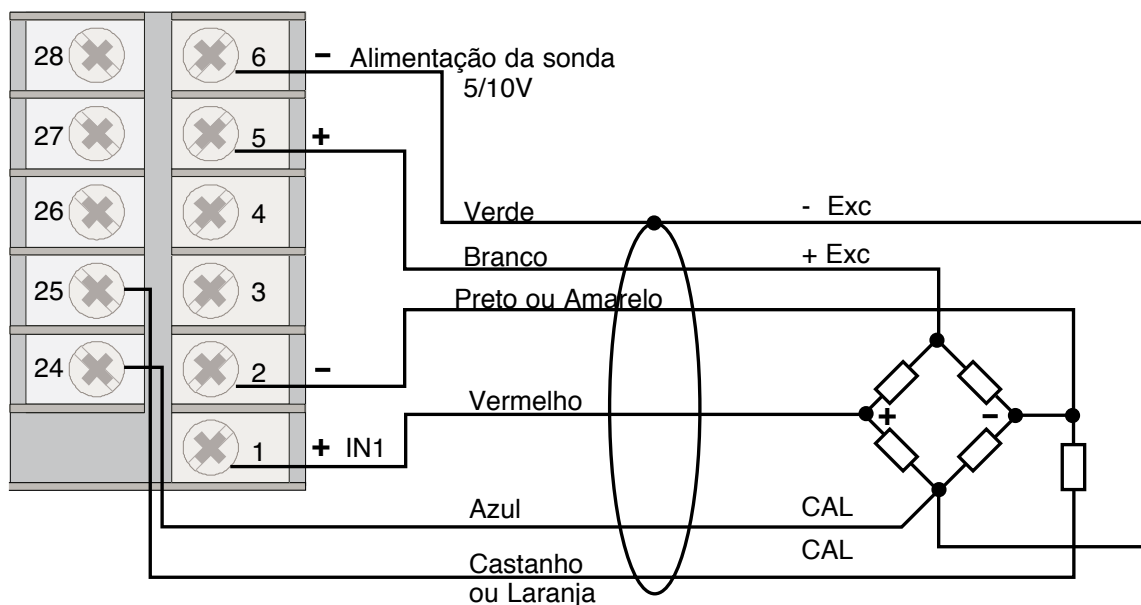 28
6
− Alimentação da sonda
5/10V
27
5
+
26
4
Verde
- Exc
Branco
+ Exc
25
3
Preto ou Amarelo
24
2
−
Vermelho
+
−
1
+ IN1
Azul
CAL
CAL
Castanho
ou Laranja